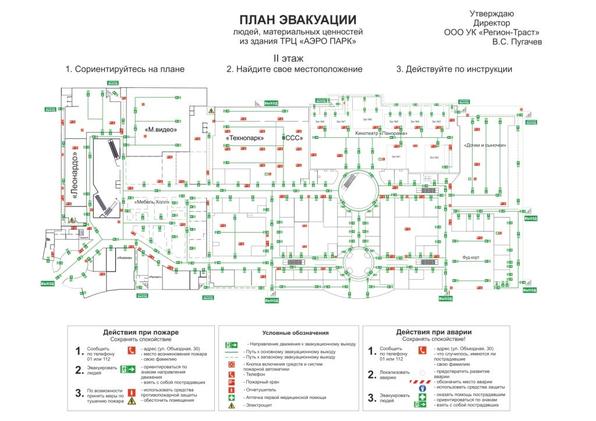 ПЛАН ЭВАКУАЦИИ
людей, материальных ценностей
из здания ТРЦ «АЭРО ПАРК»
II этаж
Утверждаю
Директор
ООО УК «Регион-Траст»
В.С. Пугачев
1. Сориентируйтесь на плане
2. Найдите свое местоположение
3. Действуйте по инструкции
«М.видео»
«Технопарк»
«ССС»
Кинотеатр «Панорама»
«Дочки и сыночки»
«Леонардо»
«Мебель Холл»
Фуд-корт
Действия при пожаре
Сохранять спокойствие!
1. Сообщить по телефону 01 или 112
- адрес (ул. Объездная, 30)
- место возникновения пожара
- свою фамилию
2. Эвакуировать людей
- ориентироваться по знакам направления движения
- взять с собой пострадавших
3. По возможности принять меры по тушению пожара
- использовать средства противопожарной защиты
- обесточить помещения
Условные обозначения
- Направление движения к эвакуационному выходу
- Путь к основному эвакуационному выходу
- Путь к запасному эвакуационному выходу
- Кнопка включения средств и систем пожарной автоматики
- Телефон
- Пожарный кран
- Огнетушитель
- Аптечка первой медицинской помощи
- Электрощит
Действия при аварии
Сохранять спокойствие!
1. Сообщить по телефону 01 или 112
- адрес (ул. Объездная, 30)
- что случилось, имеются ли пострадавшие
- свою фамилию
2. Локализовать аварию
- предотвратить развитие аварии
- обозначить место аварии
- использовать средства защиты
3. Эвакуировать людей
- оказать помощь пострадавшим
- ориентироваться по знакам
- взять с собой пострадавших